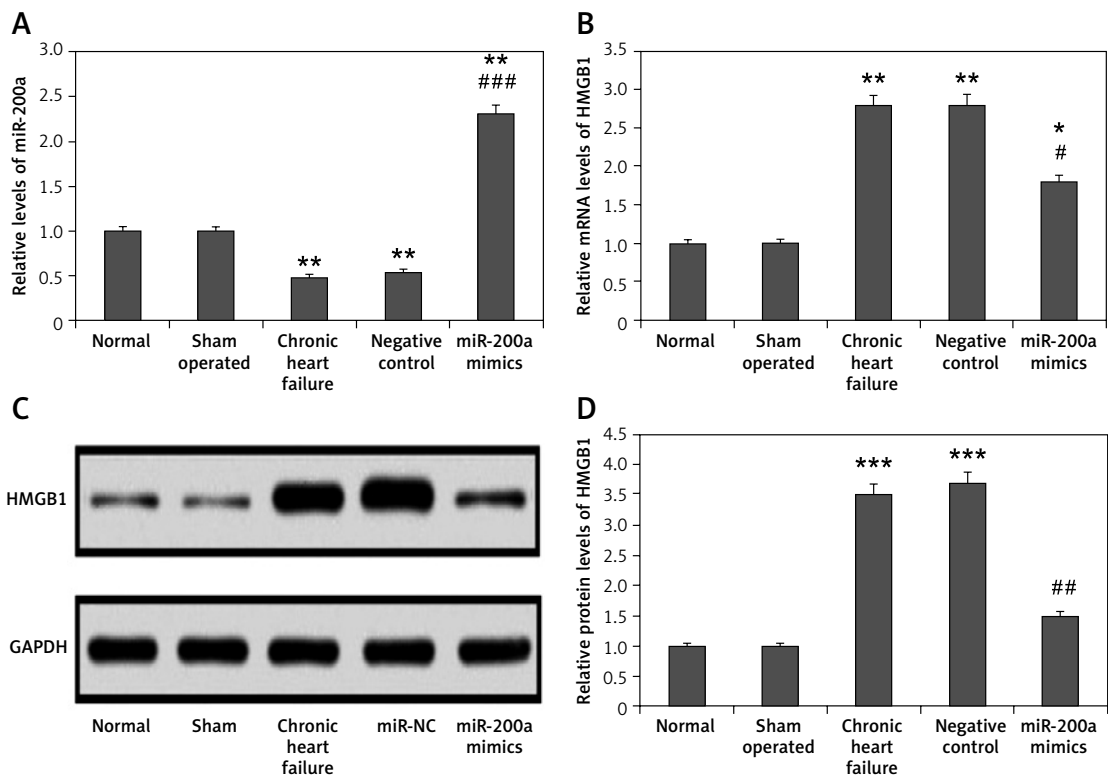 A
Relative levels of miR-200a
3.0
2.5
2.0
1.5
1.0
0.5
0
**
**
**
###
Normal
Sham
operated
Chronic
heart
failure
Negative
control
miR-200a
mimics
B
Relative mRNA levels of HMGB1
3.5
3.0
2.5
2.0
1.5
1.0
0.5
0
**
**
*
#
Normal
Sham
operated
Chronic
heart
failure
Negative
control
miR-200a
mimics
C
HMGB1
GAPDH
Normal
Sham
Chronic
heart
failure
miR-NC
miR-200a
mimics
D
Relative protein levels of HMGB1
4.5
4.0
3.5
3.0
2.5
2.0
1.5
1.0
0.5
0
***
***
##
Normal
Sham
operated
Chronic
heart
failure
Negative
control
miR-200a
mimics